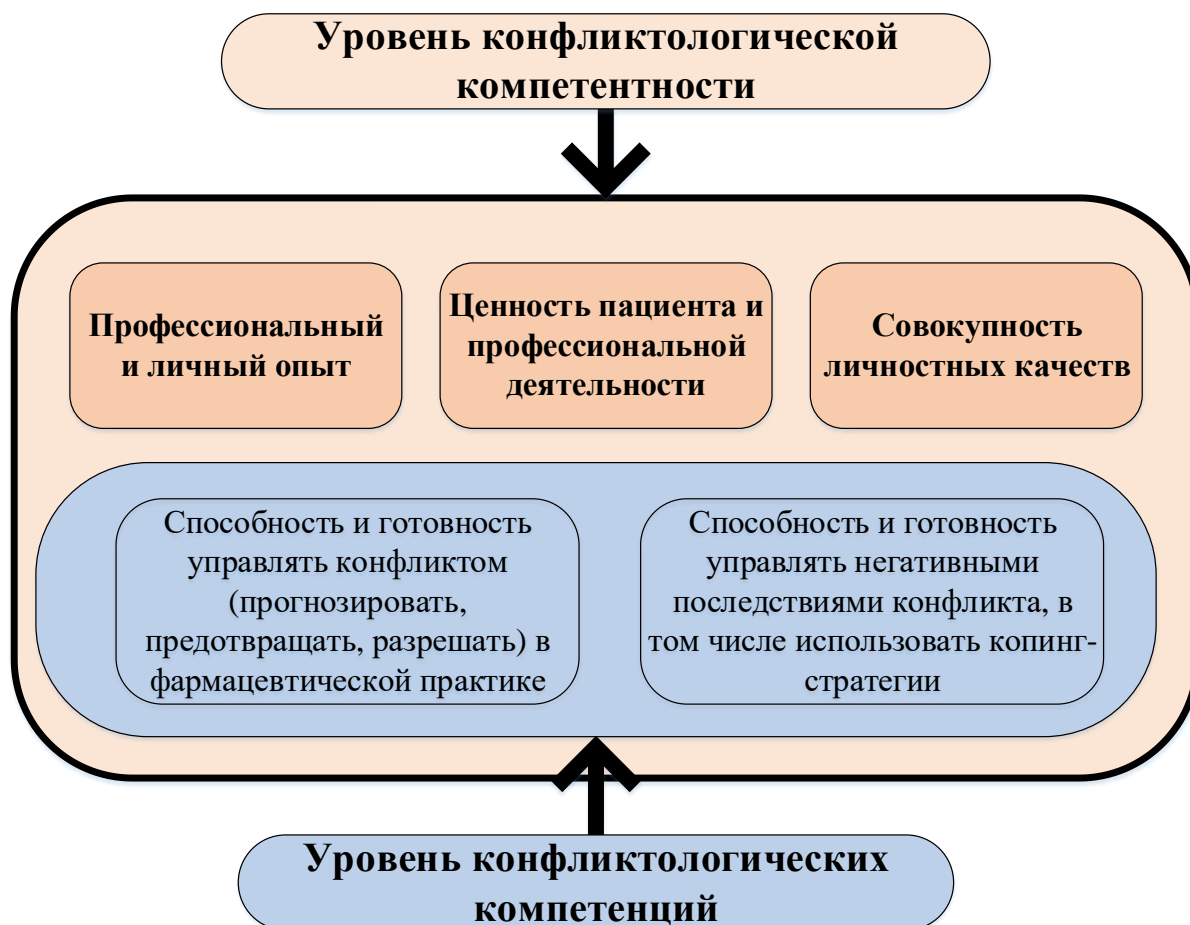 Уровень конфликтологической
компетентности
Профессиональный
и личный опыт
Ценность пациента и
профессиональной
деятельности
Совокупность
личностных качеств
Способность и готовность
управлять конфликтом
(прогнозировать,
предотвращать, разрешать) в
фармацевтической практике
Способность и готовность
управлять негативными
последствиями конфликта, в
том числе использовать копинг-
стратегии
Уровень конфликтологических
компетенций